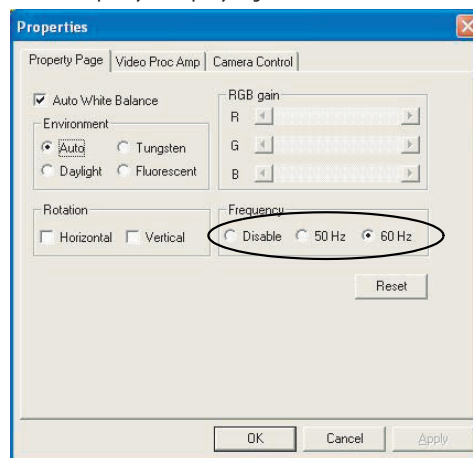 Properties
Property Page Video Proc Amp Camera Control
Auto White Balance
Environment
Auto Tungsten
Daylight Fluorescent
RGB gain
R
G
B
Rotation
Horizontal Vertical
Frequency
Disable 50 Hz 60 Hz
Reset
OK Cancel Apply